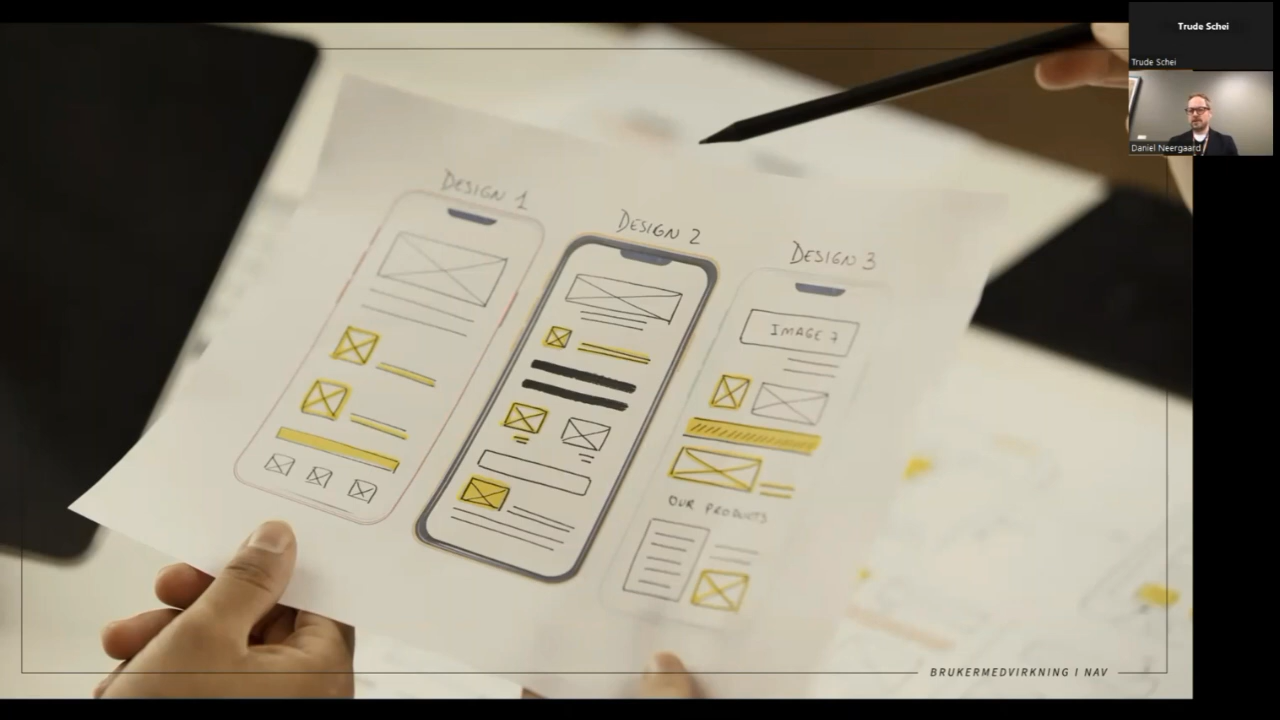 Trude Schei
Trude Schei
Daniel Neergaard
DESIGN 1
DESIGN 2
DESIGN 3
IMAGE 7
OUR PRODUCTS
BRUKERMEDVIRKNING I NAV